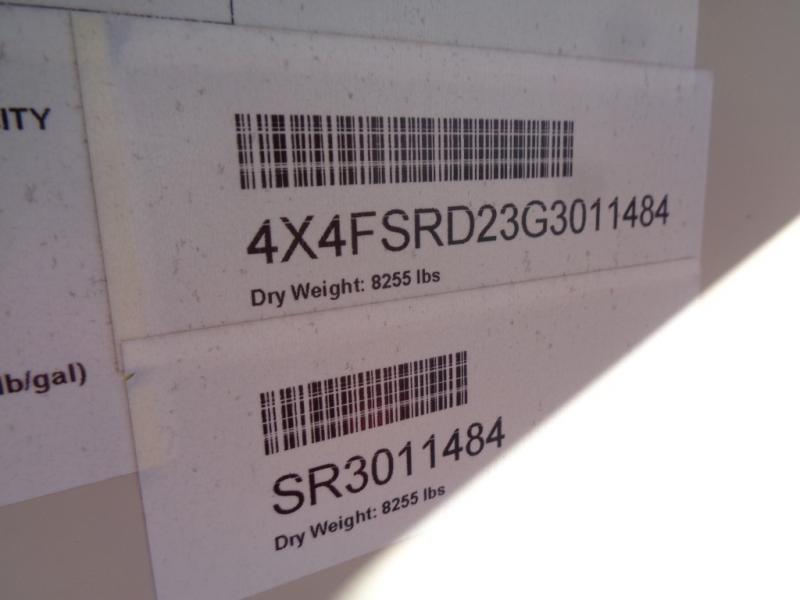 ITY
4X4FSRD23G3011484
Dry Weight: 8255 lbs
lb/gal)
SR3011484
Dry Weight: 8255 lbs